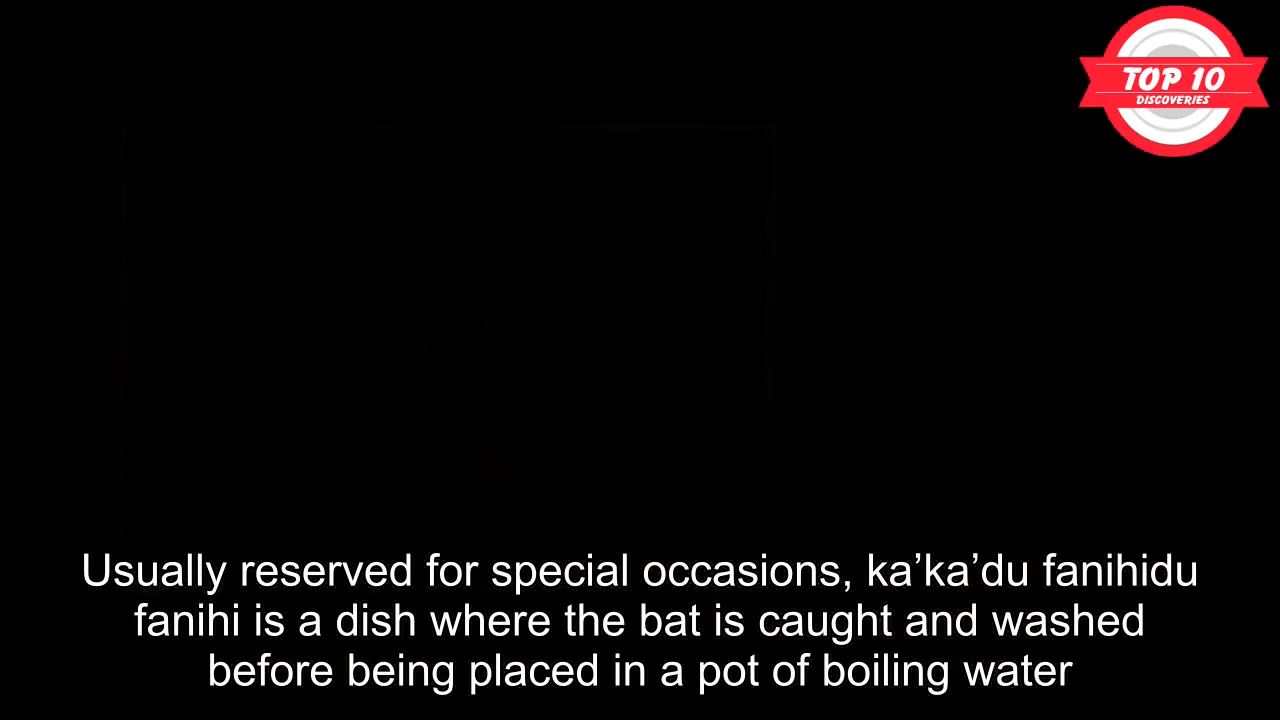 TOP 10
DISCOVERIES
Usually reserved for special occasions, ka’ka’du fanihidu
fanihi is a dish where the bat is caught and washed
before being placed in a pot of boiling water